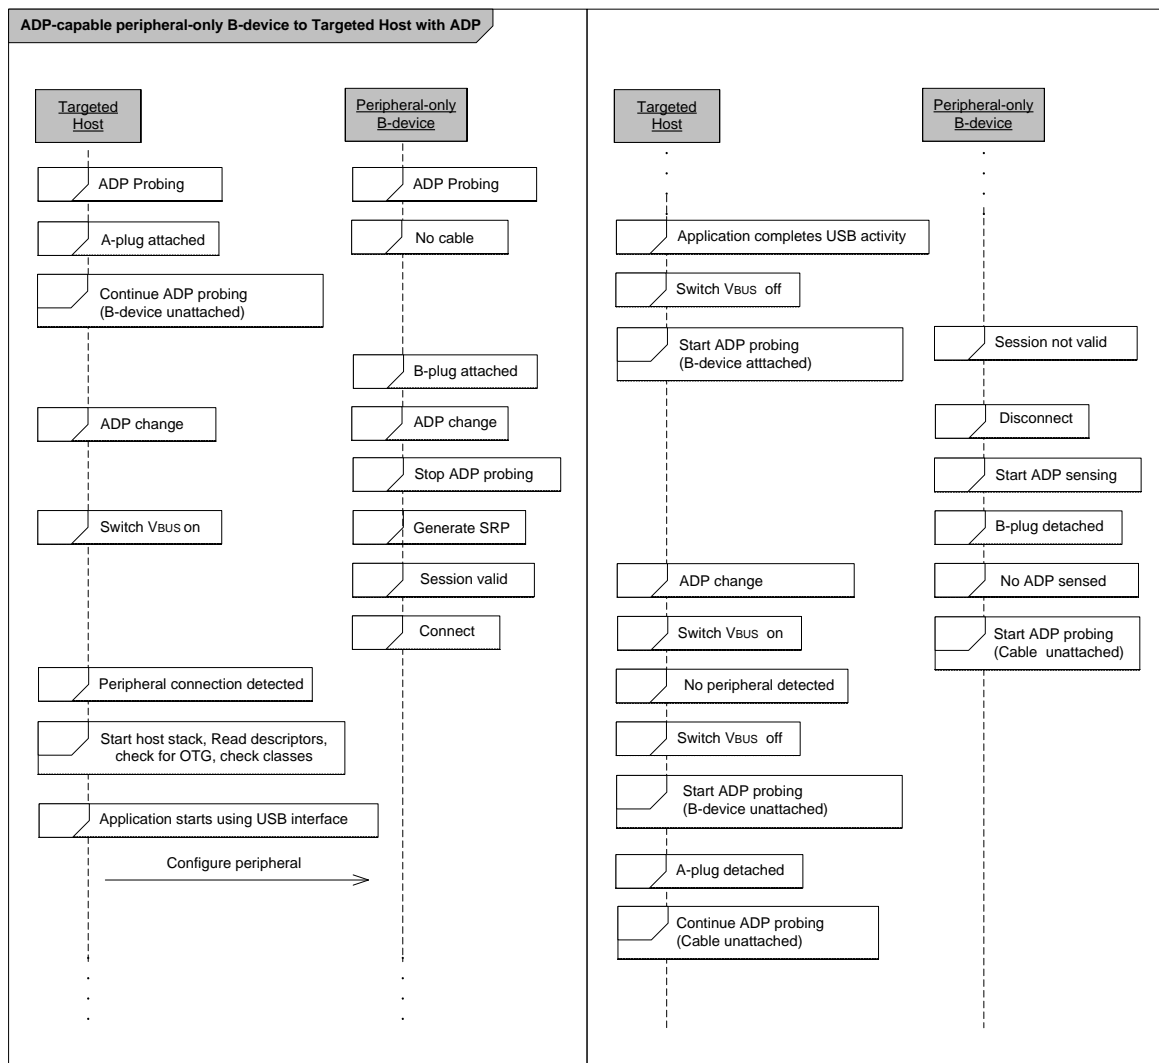 ADP-capable peripheral-only B-device to Targeted Host with ADP
Targeted
Host
Peripheral-only
B-device
ADP Probing
ADP Probing
A-plug attached
No cable
Continue ADP probing
(B-device unattached)
B-plug attached
ADP change
ADP change
Stop ADP probing
Switch VBUS on
Generate SRP
Session valid
Connect
Peripheral connection detected
Start host stack, Read descriptors,
check for OTG, check classes
Application starts using USB interface
Configure peripheral
Targeted
Host
Peripheral-only
B-device
Application completes USB activity
Switch VBUS off
Start ADP probing
(B-device atttached)
Session not valid
Disconnect
Start ADP sensing
B-plug detached
ADP change
No ADP sensed
Switch VBUS on
Start ADP probing
(Cable unattached)
No peripheral detected
Switch VBUS off
Start ADP probing
(B-device unattached)
A-plug detached
Continue ADP probing
(Cable unattached)